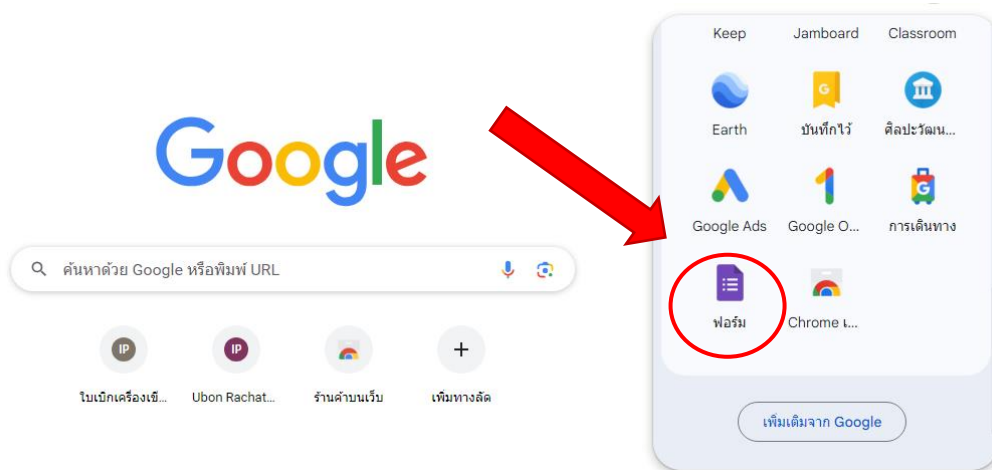 Google
ค้นหาด้วย Google หรือพิมพ์ URL
IP
IP
ใบเบิกเครื่องเขี...
Ubon Rachat...
ร้านค้าบนเว็บ
เพิ่มทางลัด
Keep
Jamboard
Classroom
G
Earth
บันทึกไว้
ศิลปะวัฒน...
G
Google Ads
Google O...
การเดินทาง
ฟอร์ม
Chrome เ...
เพิ่มเติมจาก Google